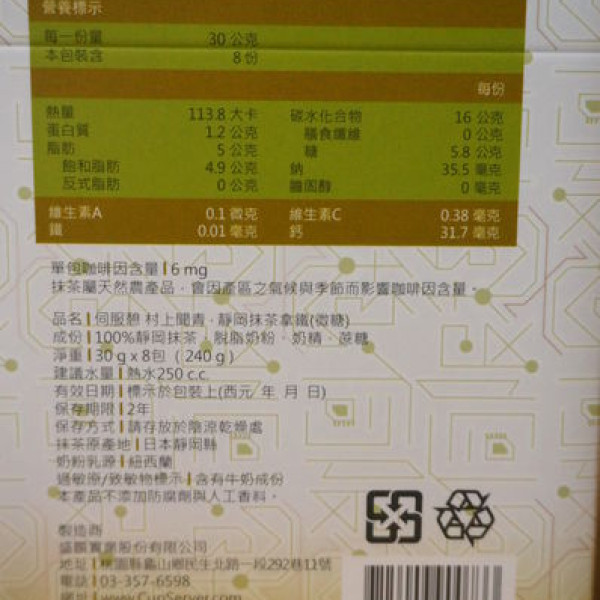 營養標示
每一份量 30 公克
本包裝含 8 份
每份
熱量 113.8 大卡 碳水化合物 16 公克
蛋白質 1.2 公克 膳食纖維 0 公克
脂肪 5 公克 糖 5.8 公克
飽和脂肪 4.9 公克 鈉 35.5 毫克
反式脂肪 0 公克 膽固醇 0 毫克
維生素A 0.1 微克 維生素C 0.38 毫克
鐵 0.01 毫克 鈣 31.7 毫克
單包咖啡因含量 | 6 mg
抹茶屬天然農產品，會因產區之氣候與季節而影響咖啡因含量。
品名 | 伺服憩 村上聞青．靜岡抹茶拿鐵(微糖)
成份 | 100%靜岡抹茶、脫脂奶粉、奶精、蔗糖
淨重 | 30 g x 8包 (240 g)
建議水量 | 熱水250 c.c.
有效日期 | 標示於包裝上(西元/ 年 月 日)
保存期限 | 2年
保存方式 | 請存放於陰涼乾燥處
抹茶原產地 | 日本靜岡縣
奶粉乳源 | 紐西蘭
過敏原/致敏物標示 | 含有牛奶成份
本產品不添加防腐劑與人工香料。
製造商
盛願實業股份有限公司
地址 | 桃園縣龜山鄉民生北路一段292巷11號
電話 | 03-357-6598
網址 | www.CupServer.com